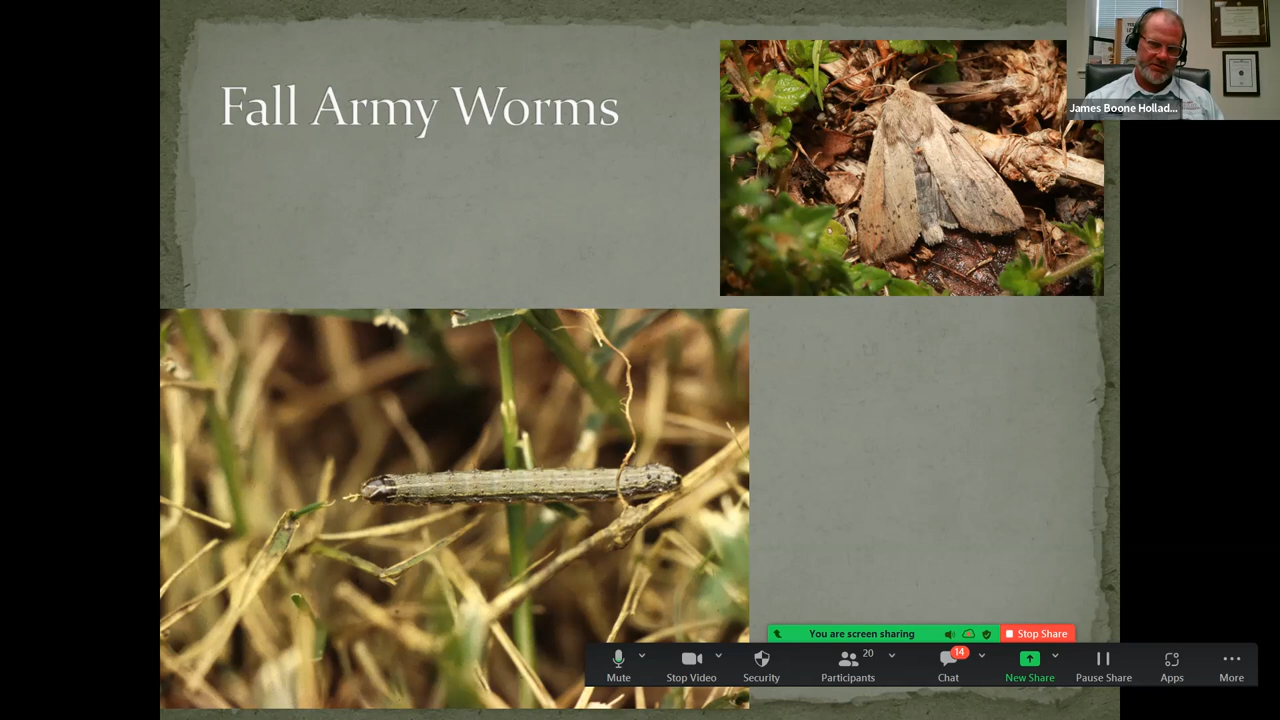 Fall Army Worms
James Boone Hollad...
You are screen sharing
Stop Share
Mute
Stop Video
Security
20
Participants
14
Chat
New Share
Pause Share
Apps
More